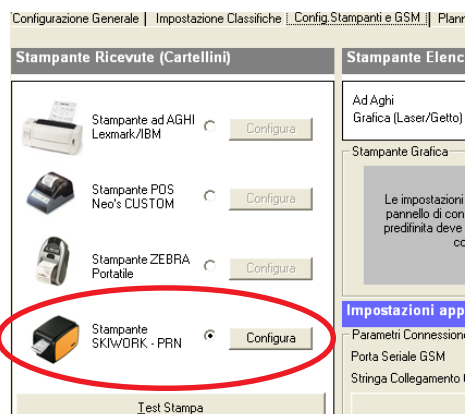 Configurazione Generale Impostazione Classifiche Config.Stampanti e GSM
Stampante Ricevute (Cartellini)
Stampante ad AGHI
Lexmark/IBM
Configura
Stampante POS
Neo's CUSTOM
Configura
Stampante ZEBRA
Portatile
Configura
Stampante
SKIWORK - PRN
Configura
Test Stampa
Stampante Elenc
Ad Aghi
Grafica (Laser/Getto)
Stampante Grafica
Le impostazioni
pannello di con
predifinita deve
co
Impostazioni app
Parametri Connessione
Porta Seriale GSM
Stringa Collegamento